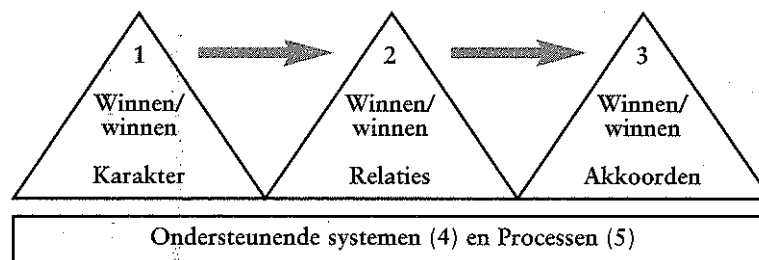 1
2
3
Winnen/
winnen
Winnen/
winnen
Winnen/
winnen
Karakter
Relaties
Akkoorden
Ondersteunende systemen (4) en Processen (5)